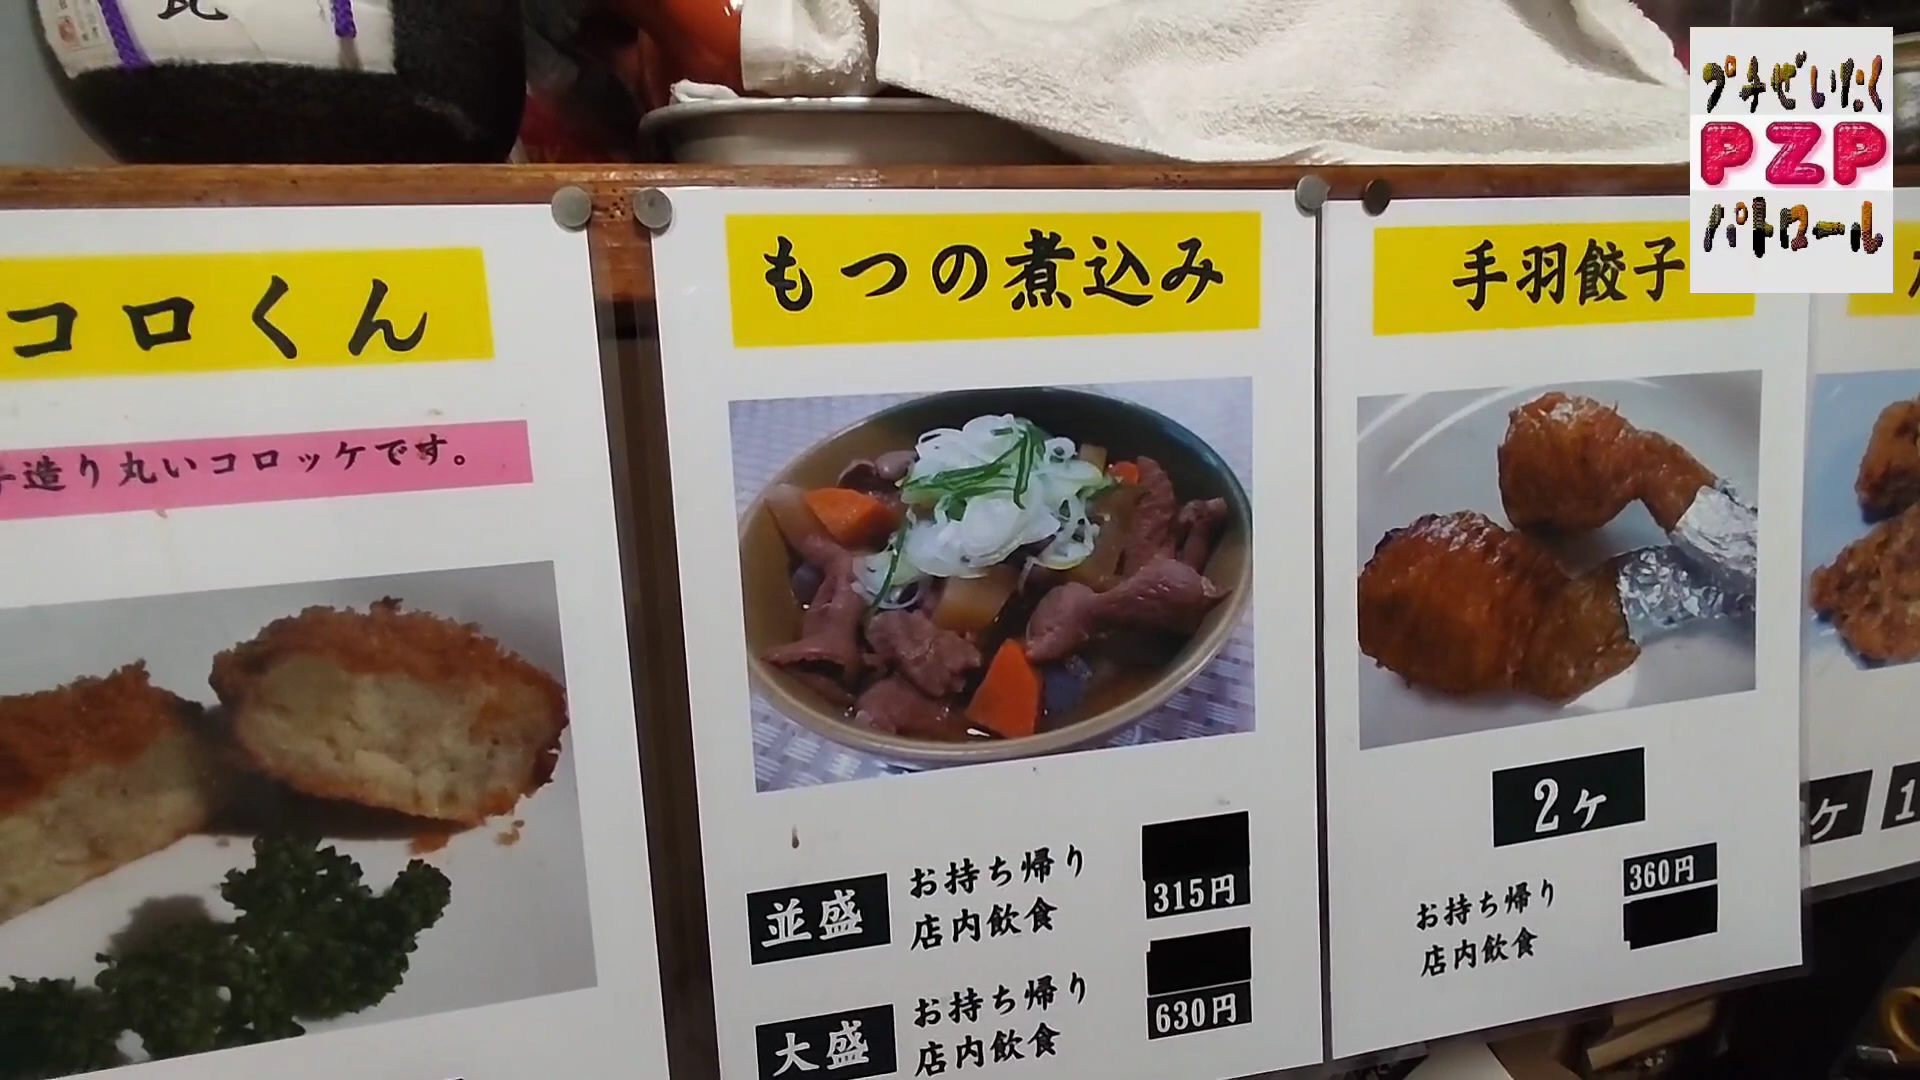 プチぜいたく
PZP
パトロール
コロくん
造り丸いコロッケです。
もつの煮込み
並盛
お持ち帰り
店内飲食
315円
大盛
お持ち帰り
店内飲食
630円
手羽餃子
2ヶ
お持ち帰り
店内飲食
360円
ケ
1